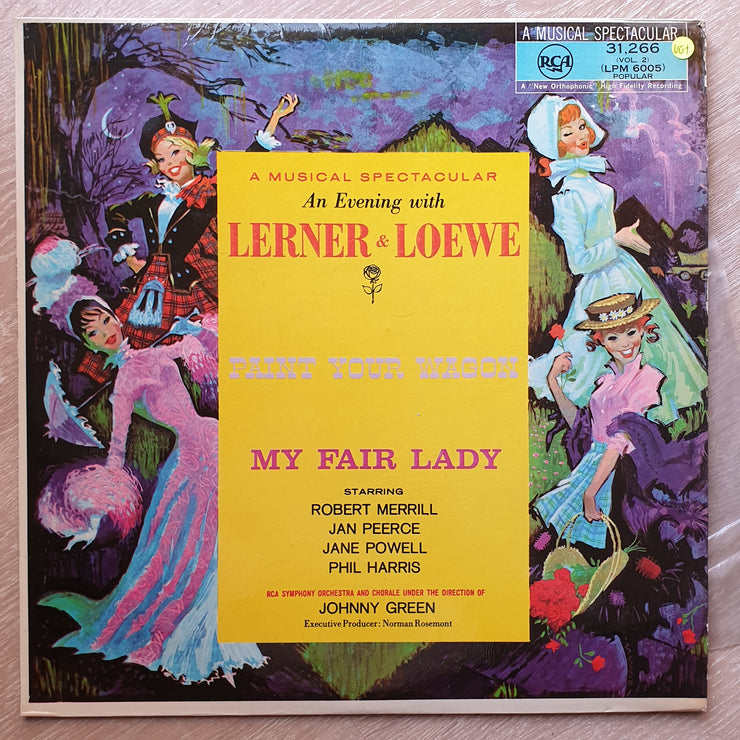 A MUSICAL SPECTACULAR
RCA
31,266
(VOL. 2)
(LPM 6005)
POPULAR
VG+
A "New Orthophonic" High Fidelity Recording
A MUSICAL SPECTACULAR
An Evening with
LERNER & LOEWE
PAINT YOUR WAGON
MY FAIR LADY
STARRING
ROBERT MERRILL
JAN PEERCE
JANE POWELL
PHIL HARRIS
RCA SYMPHONY ORCHESTRA AND CHORALE UNDER THE DIRECTION OF
JOHNNY GREEN
Executive Producer: Norman Rosemont